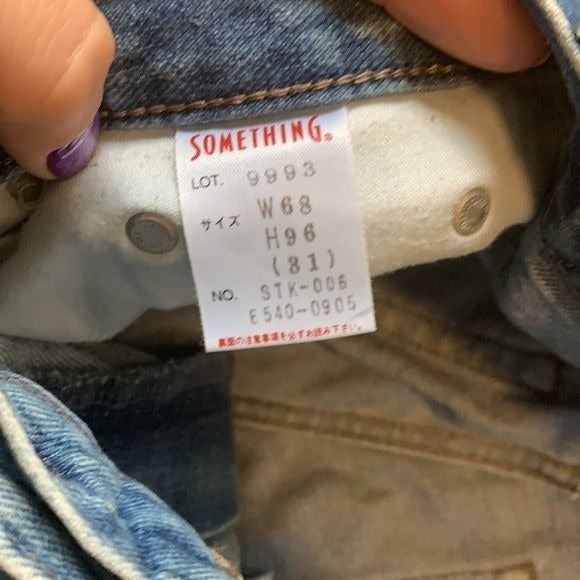 SOMETHING®
LOT. 9993
サイズ W68
H96
(31)
NO. STK-006
E540-0905
裏面の注意事項を必ずお読み下さい。